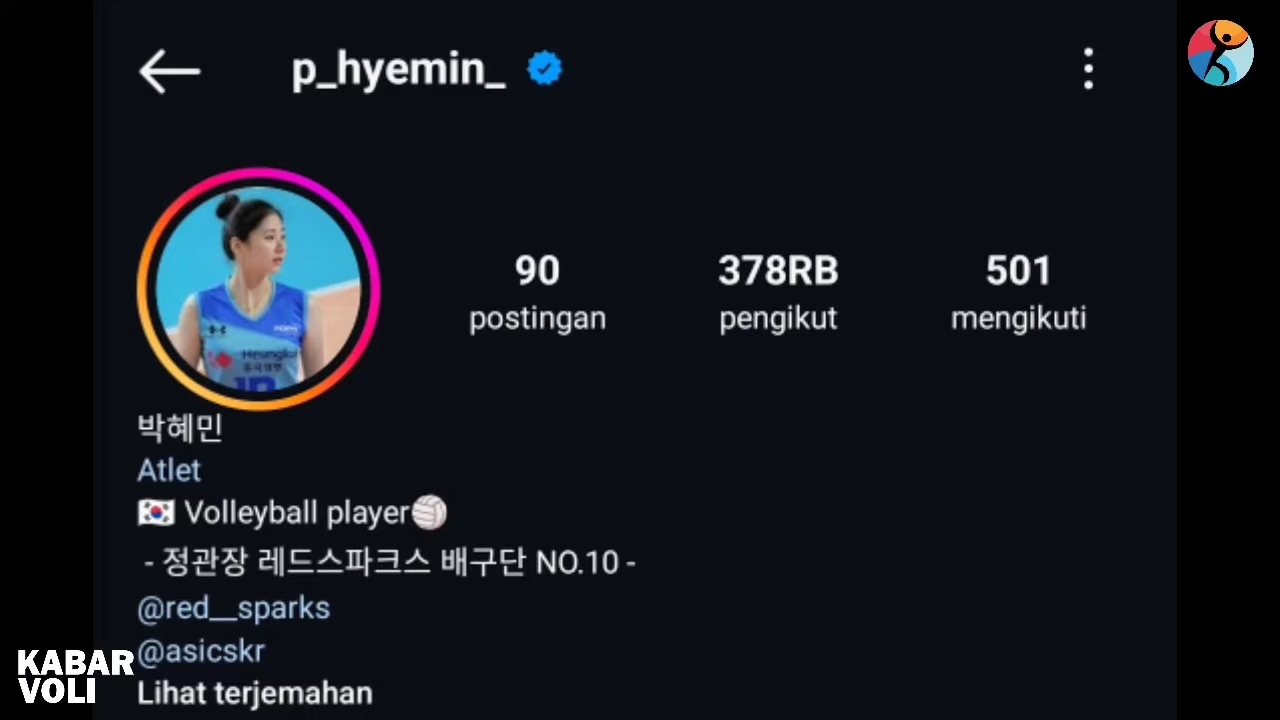 p_hyemin_
90
postingan
378RB
pengikut
501
mengikuti
박혜민
Atlet
🇰🇷 Volleyball player🏐
- 정관장 레드스파크스 배구단 NO.10 -
@red__sparks
@asicskr
Lihat terjemahan
KABAR
VOLI